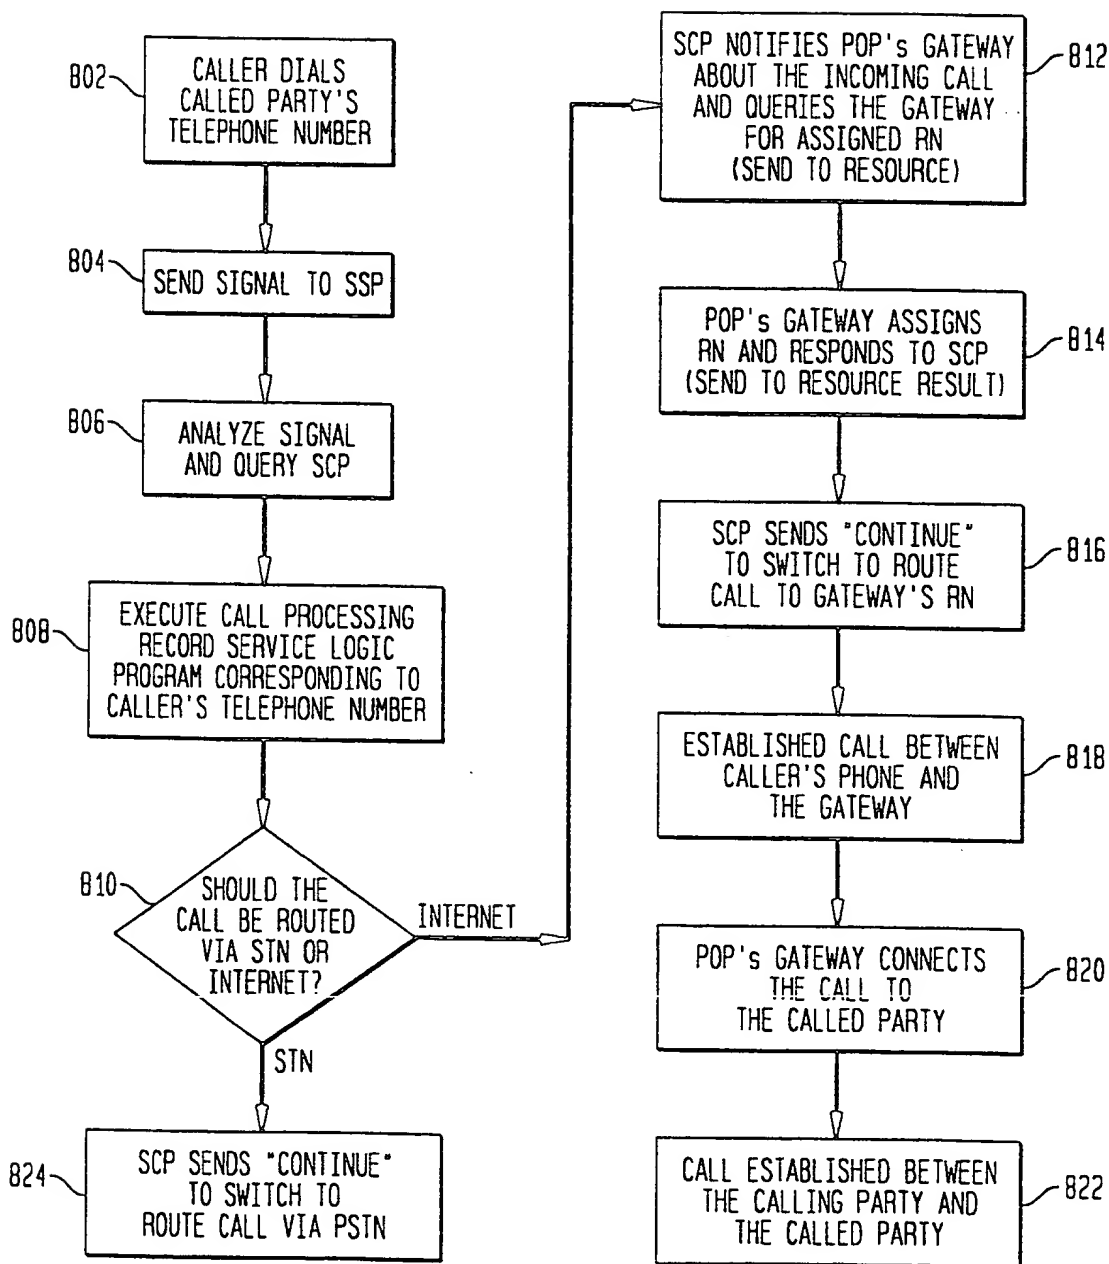 802
CALLER DIALS
CALLED PARTY'S
TELEPHONE NUMBER
804
SEND SIGNAL TO SSP
806
ANALYZE SIGNAL
AND QUERY SCP
808
EXECUTE CALL PROCESSING
RECORD SERVICE LOGIC
PROGRAM CORRESPONDING TO
CALLER'S TELEPHONE NUMBER
810
SHOULD THE
CALL BE ROUTED
VIA STN OR
INTERNET?
INTERNET
STN
824
SCP SENDS "CONTINUE"
TO SWITCH TO
ROUTE CALL VIA PSTN
SCP NOTIFIES POP's GATEWAY
ABOUT THE INCOMING CALL
AND QUERIES THE GATEWAY
FOR ASSIGNED RN
(SEND TO RESOURCE)
812
POP's GATEWAY ASSIGNS
RN AND RESPONDS TO SCP
(SEND TO RESOURCE RESULT)
814
SCP SENDS "CONTINUE"
TO SWITCH TO ROUTE
CALL TO GATEWAY'S RN
816
ESTABLISHED CALL BETWEEN
CALLER'S PHONE AND
THE GATEWAY
818
POP's GATEWAY CONNECTS
THE CALL TO
THE CALLED PARTY
820
CALL ESTABLISHED BETWEEN
THE CALLING PARTY AND
THE CALLED PARTY
822